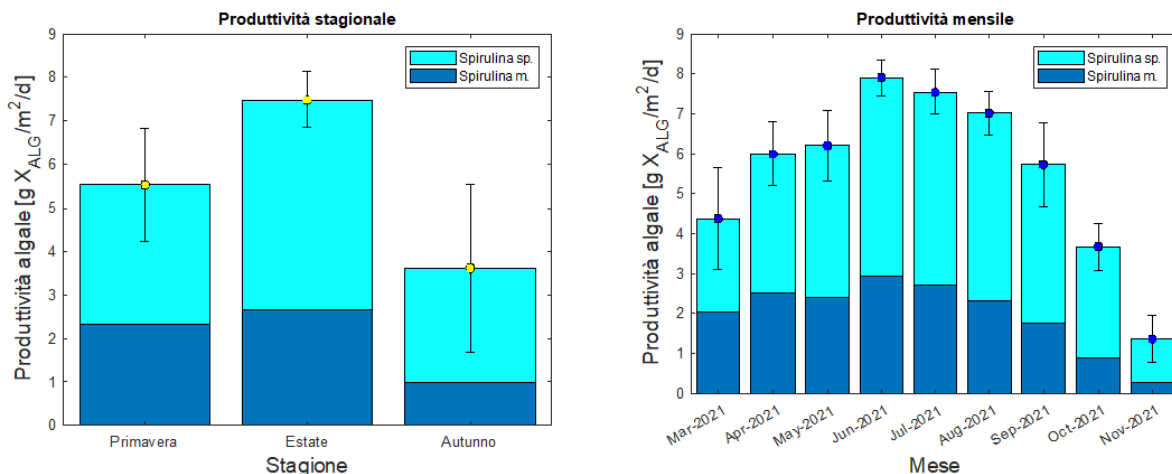 Produttività stagionale
9
8
7
6
5
4
3
2
1
0
Produttività algale [g X_ALG/m²/d]
Spirulina sp.
Spirulina m.
Primavera
Estate
Autunno
Stagione
Produttività mensile
9
8
7
6
5
4
3
2
1
0
Produttività algale [g X_ALG/m²/d]
Spirulina sp.
Spirulina m.
Mar-2021
Apr-2021
May-2021
Jun-2021
Jul-2021
Aug-2021
Sep-2021
Oct-2021
Nov-2021
Mese